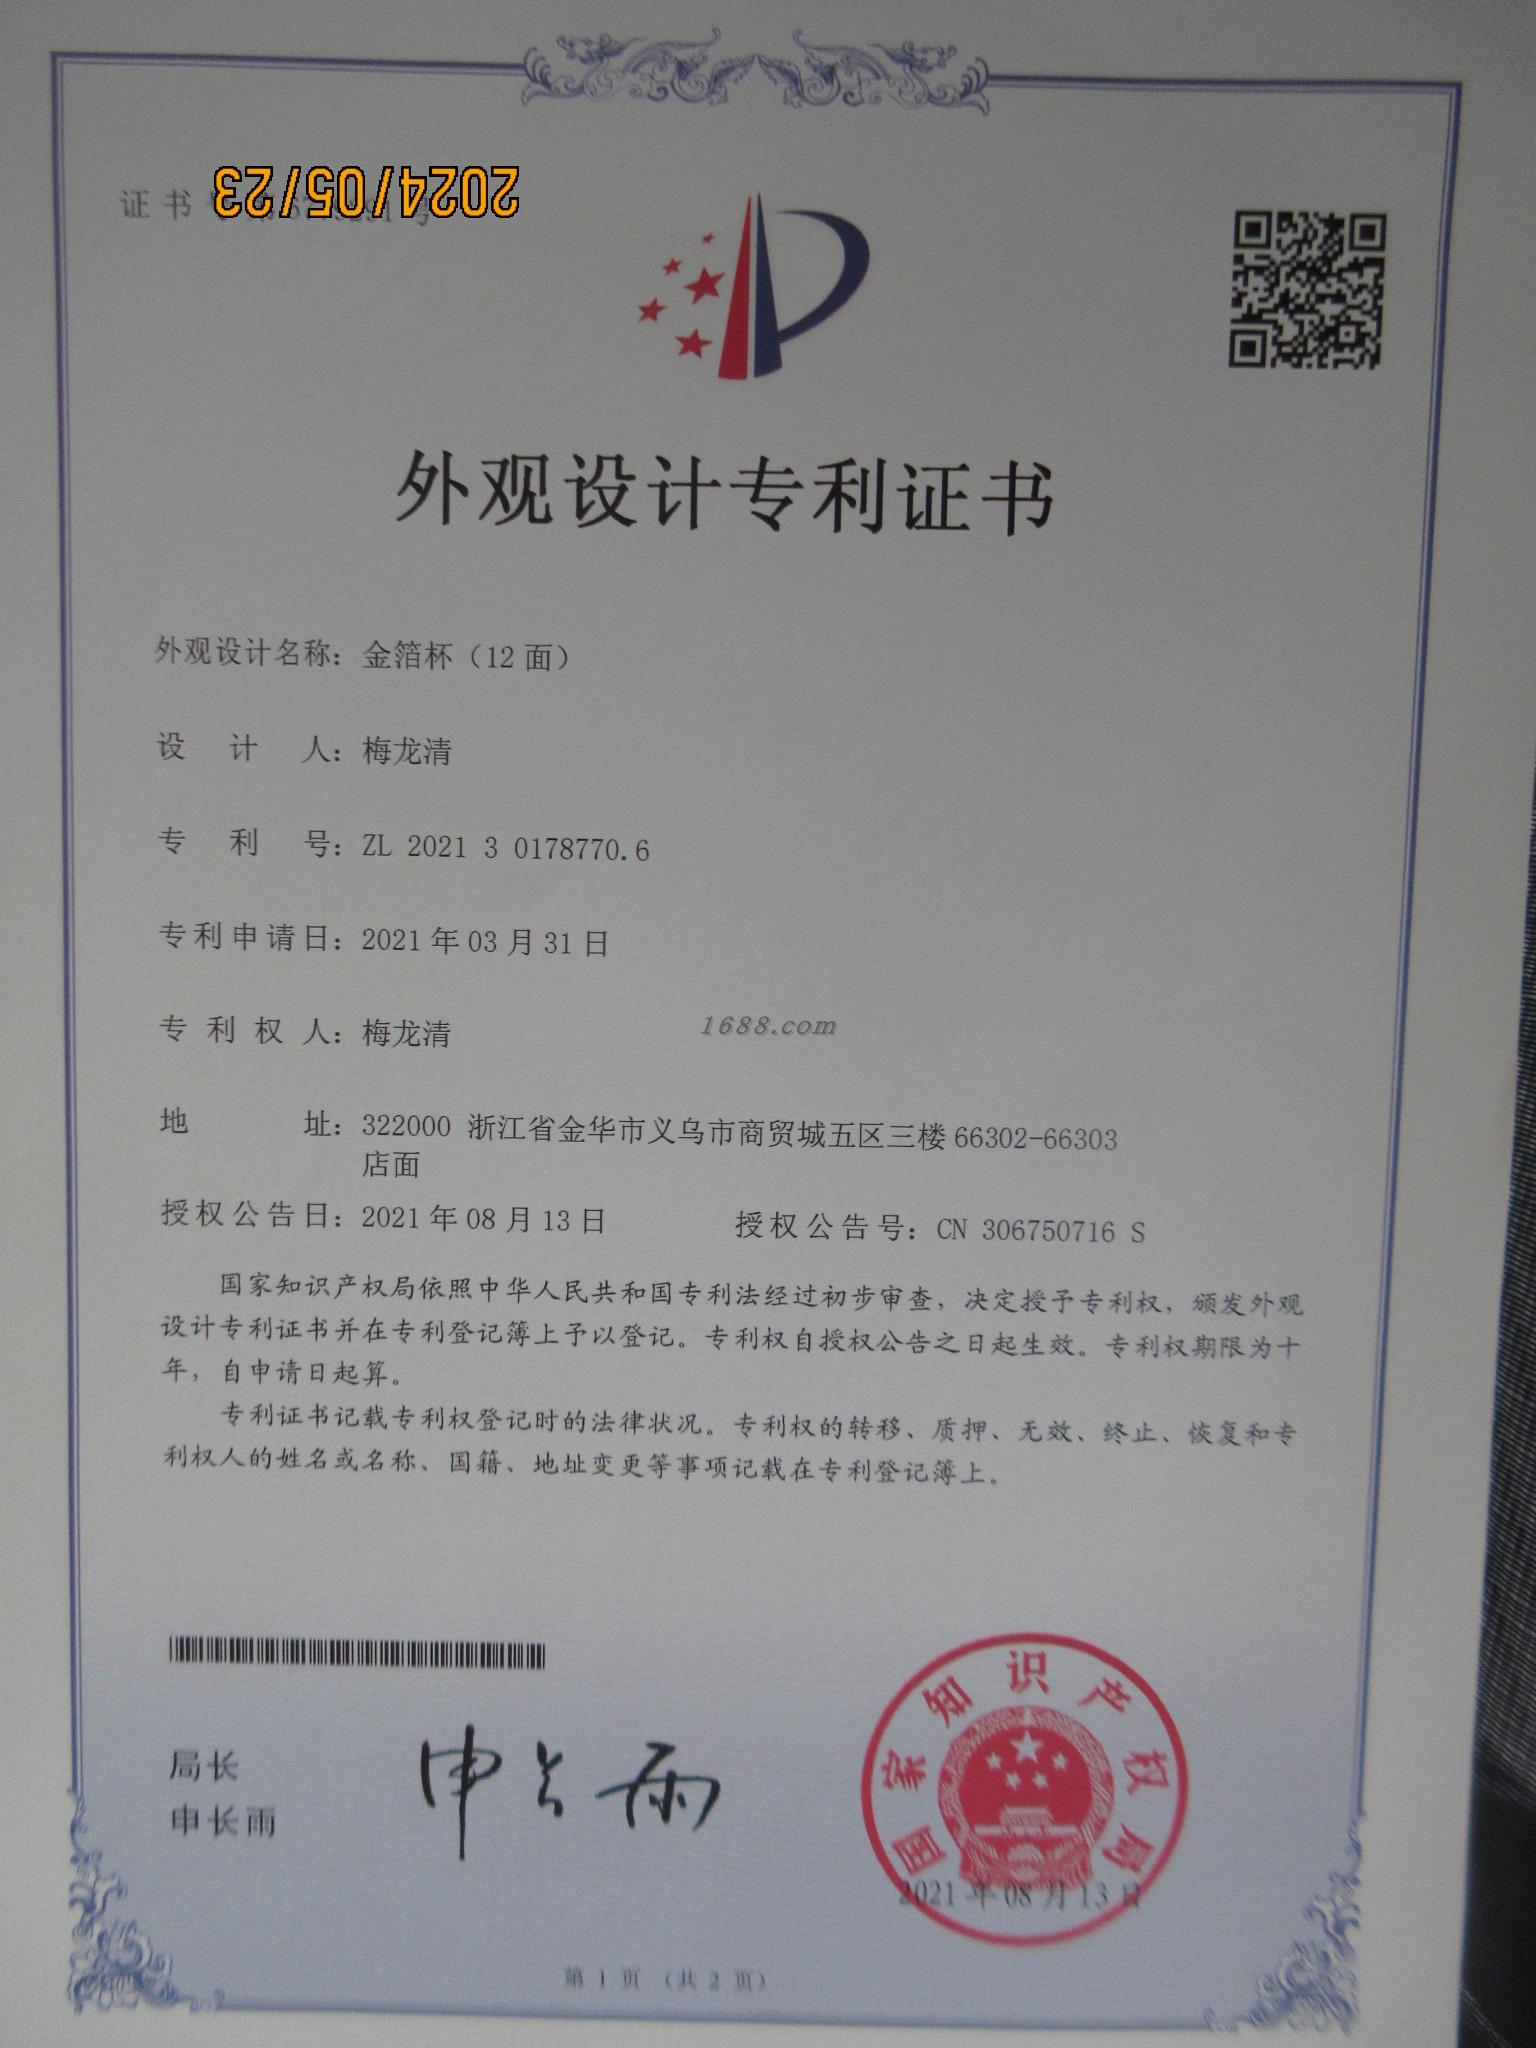 证书号
2024/05/23
外观设计专利证书
外观设计名称：金箔杯（12面）
设计人：梅龙清
专利号：ZL 2021 3 0178770.6
专利申请日：2021年03月31日
专利权人：梅龙清
1688.com
地址：322000 浙江省金华市义乌市商贸城五区三楼66302-66303
店面
授权公告日：2021年08月13日 授权公告号：CN 306750716 S
国家知识产权局依照中华人民共和国专利法经过初步审查，决定授予专利权，颁发外观
设计专利证书并在专利登记簿上予以登记。专利权自授权公告之日起生效。专利权期限为十
年，自申请日起算。
专利证书记载专利权登记时的法律状况。专利权的转移、质押、无效、终止、恢复和专
利权人的姓名或名称、国籍、地址变更等事项记载在专利登记簿上。
局长
申长雨
申长雨
国家知识产权局
2021年08月13日
第1页（共2页）